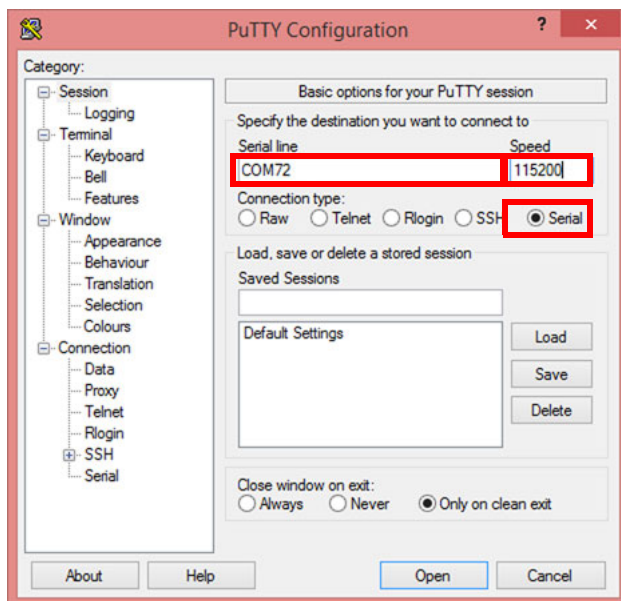 PuTTY Configuration
?
×
Category:
Session
Logging
Terminal
Keyboard
Bell
Features
Window
Appearance
Behaviour
Translation
Selection
Colours
Connection
Data
Proxy
Telnet
Rlogin
SSH
Serial
Basic options for your PuTTY session
Specify the destination you want to connect to
Serial line Speed
COM72 115200
Connection type:
Raw Telnet Rlogin SSH Serial
Load, save or delete a stored session
Saved Sessions
Default Settings
Load
Save
Delete
Close window on exit:
Always Never Only on clean exit
About Help Open Cancel